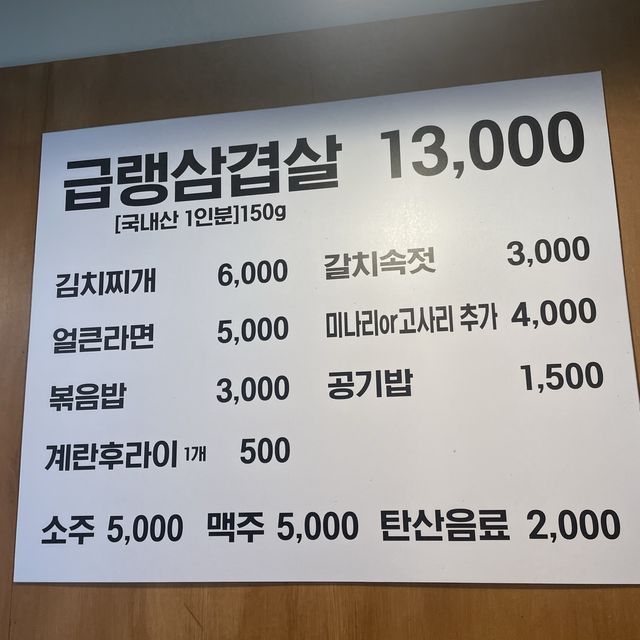 급랭삼겹살 13,000
[국내산 1인분]150g
김치찌개 6,000 갈치속젓 3,000
얼큰라면 5,000 미나리or고사리 추가 4,000
볶음밥 3,000 공기밥 1,500
계란후라이 1개 500
소주 5,000 맥주 5,000 탄산음료 2,000